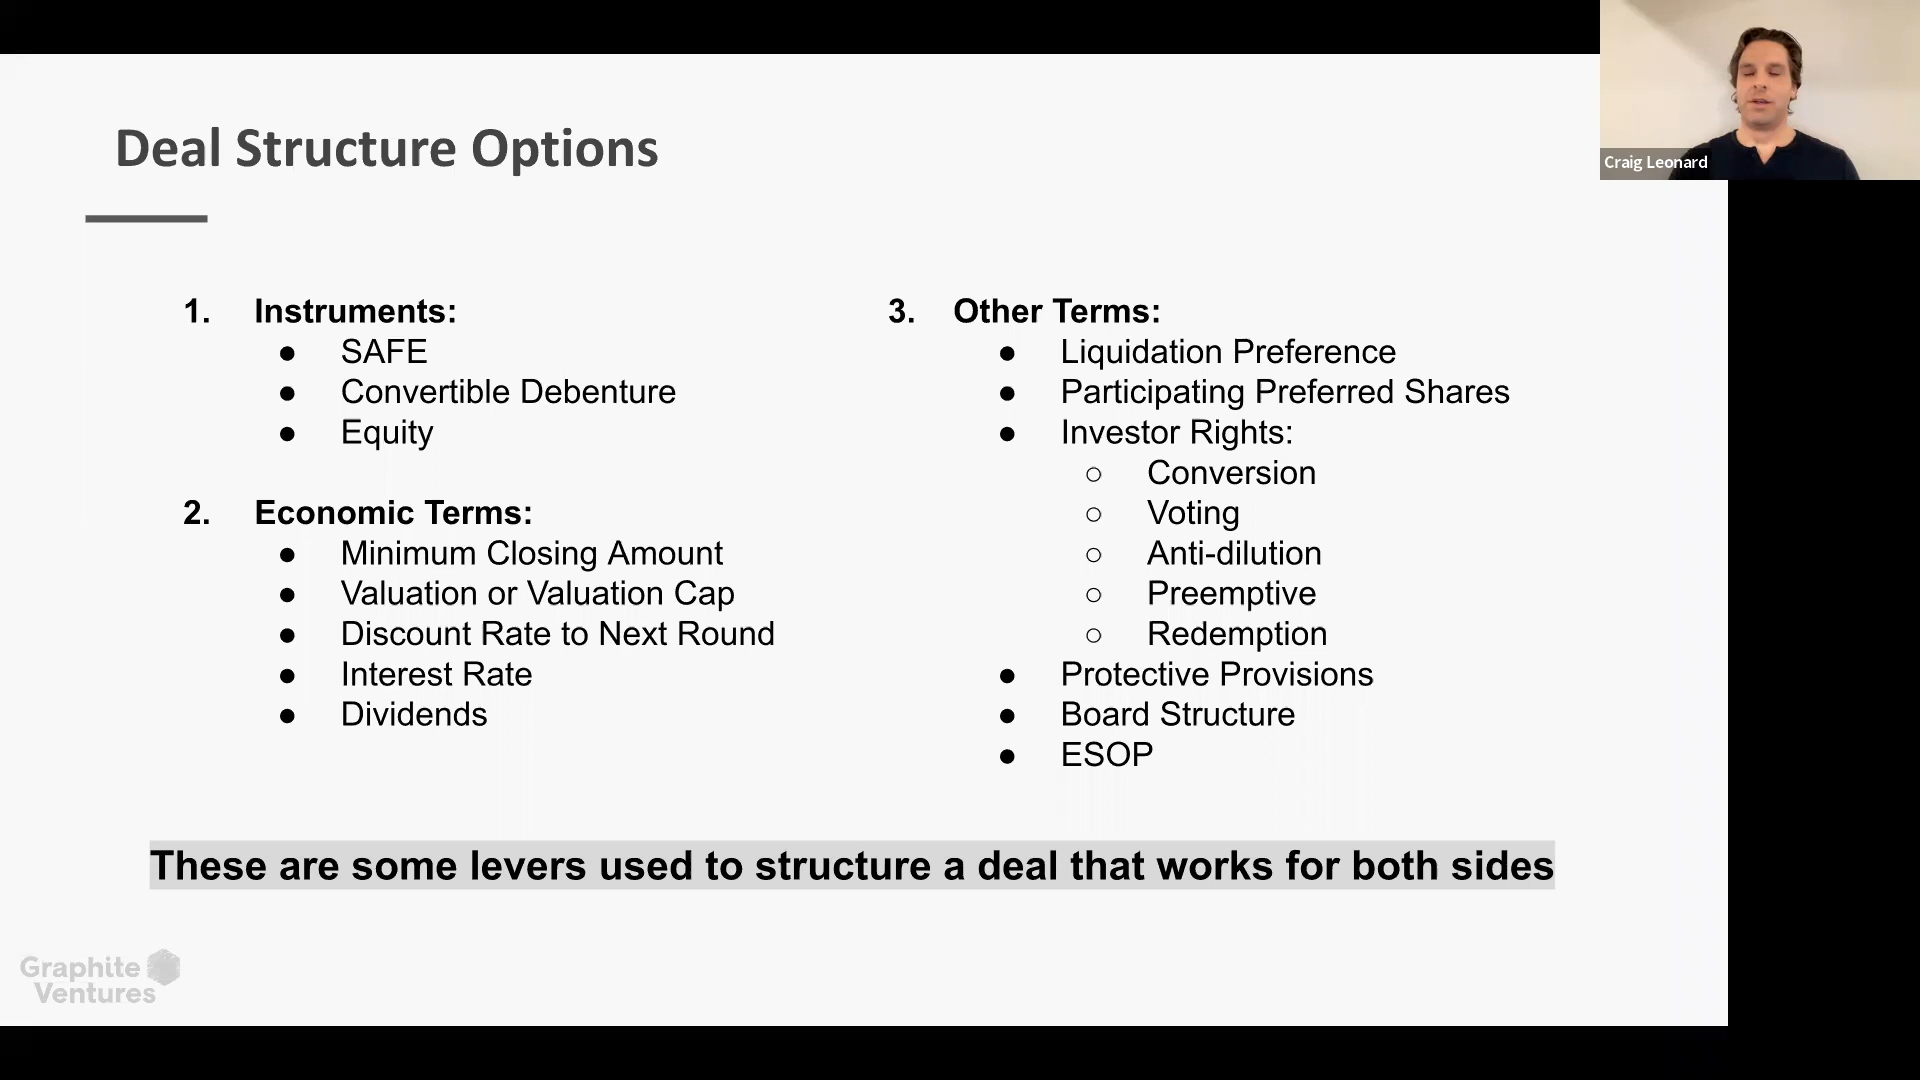 Deal Structure Options
1. Instruments:
● SAFE
● Convertible Debenture
● Equity
2. Economic Terms:
● Minimum Closing Amount
● Valuation or Valuation Cap
● Discount Rate to Next Round
● Interest Rate
● Dividends
3. Other Terms:
● Liquidation Preference
● Participating Preferred Shares
● Investor Rights:
○ Conversion
○ Voting
○ Anti-dilution
○ Preemptive
○ Redemption
● Protective Provisions
● Board Structure
● ESOP
These are some levers used to structure a deal that works for both sides
Graphite
Ventures
Craig Leonard